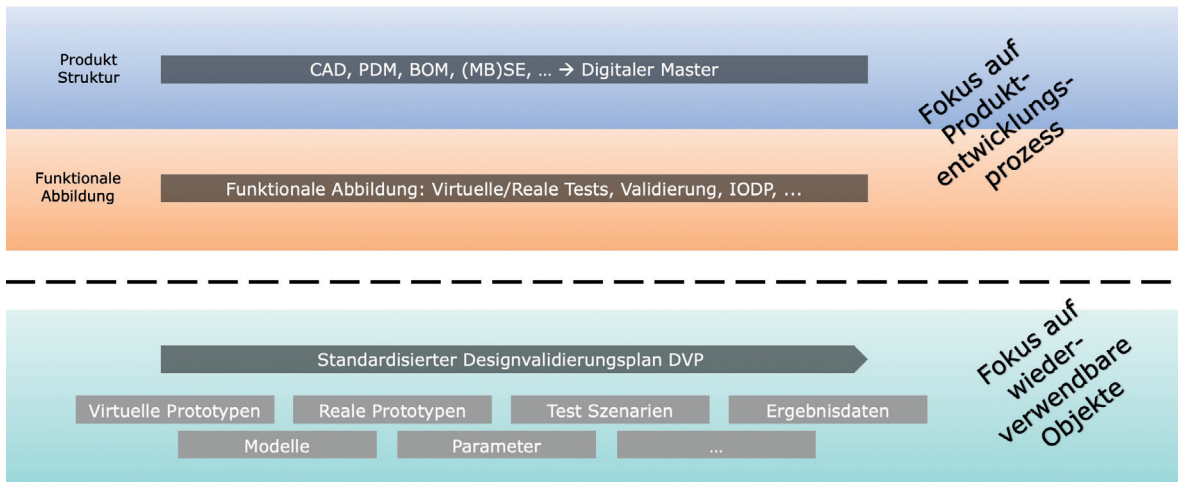 Produkt
Struktur
CAD, PDM, BOM, (MB)SE, … → Digitaler Master
Fokus auf
Produkt-
entwicklungs-
prozess
Funktionale
Abbildung
Funktionale Abbildung: Virtuelle/Reale Tests, Validierung, IODP, ...
Standardisierter Designvalidierungsplan DVP
Fokus auf
wieder-
verwendbare
Objekte
Virtuelle Prototypen
Reale Prototypen
Test Szenarien
Ergebnisdaten
Modelle
Parameter
…